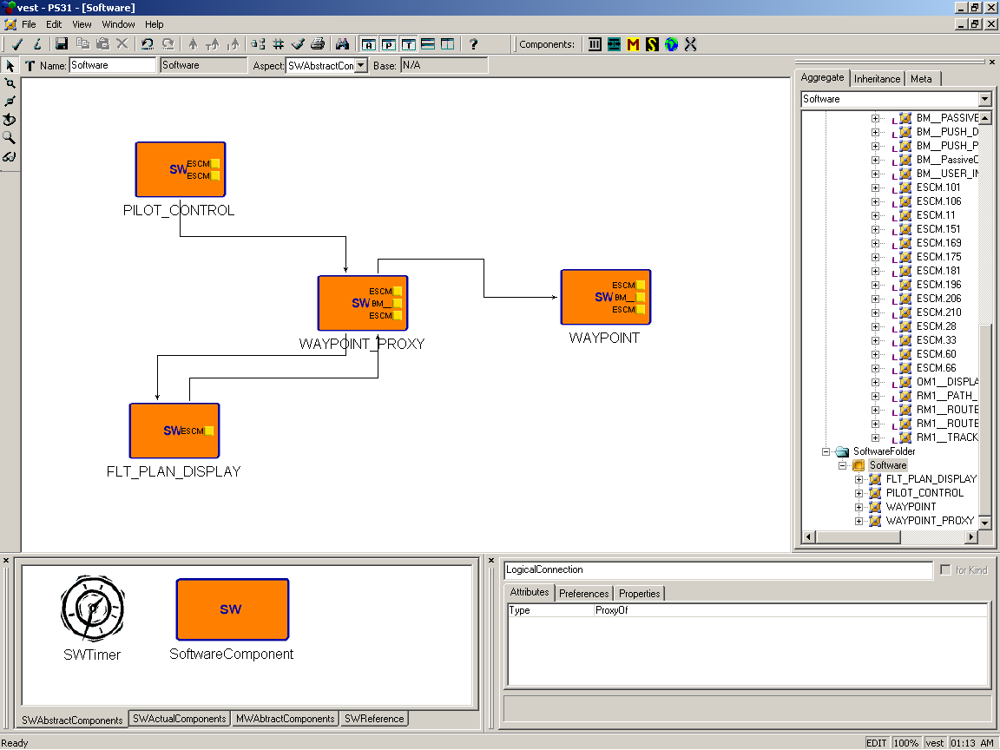 vest - PS31 - [Software]
File Edit View Window Help
A P T ? Components: M S
T Name: Software Software Aspect: SWAbstractCon Base: N/A
SW ESCM
ESCM
PILOT_CONTROL
ESCM
SW BM__
ESCM
WAYPOINT_PROXY
ESCM
SW BM__
ESCM
WAYPOINT
SW ESCM
FLT_PLAN_DISPLAY
Aggregate Inheritance Meta
Software
BM__PASSIVE
BM__PUSH_D
BM__PUSH_P
BM__PassiveC
BM__USER_IN
ESCM.101
ESCM.106
ESCM.11
ESCM.151
ESCM.169
ESCM.175
ESCM.181
ESCM.196
ESCM.206
ESCM.210
ESCM.28
ESCM.33
ESCM.60
ESCM.66
OM1__DISPLA
RM1__PATH_
RM1__ROUTE
RM1__ROUTE
RM1__TRACK
SoftwareFolder
Software
FLT_PLAN_DISPLAY
PILOT_CONTROL
WAYPOINT
WAYPOINT_PROXY
SWTimer
SW
SoftwareComponent
SWAbstractComponents SWActualComponents MWAbtractComponents SWReference
LogicalConnection for Kind
Attributes Preferences Properties
Type ProxyOf
Ready EDIT 100% vest 01:13 AM